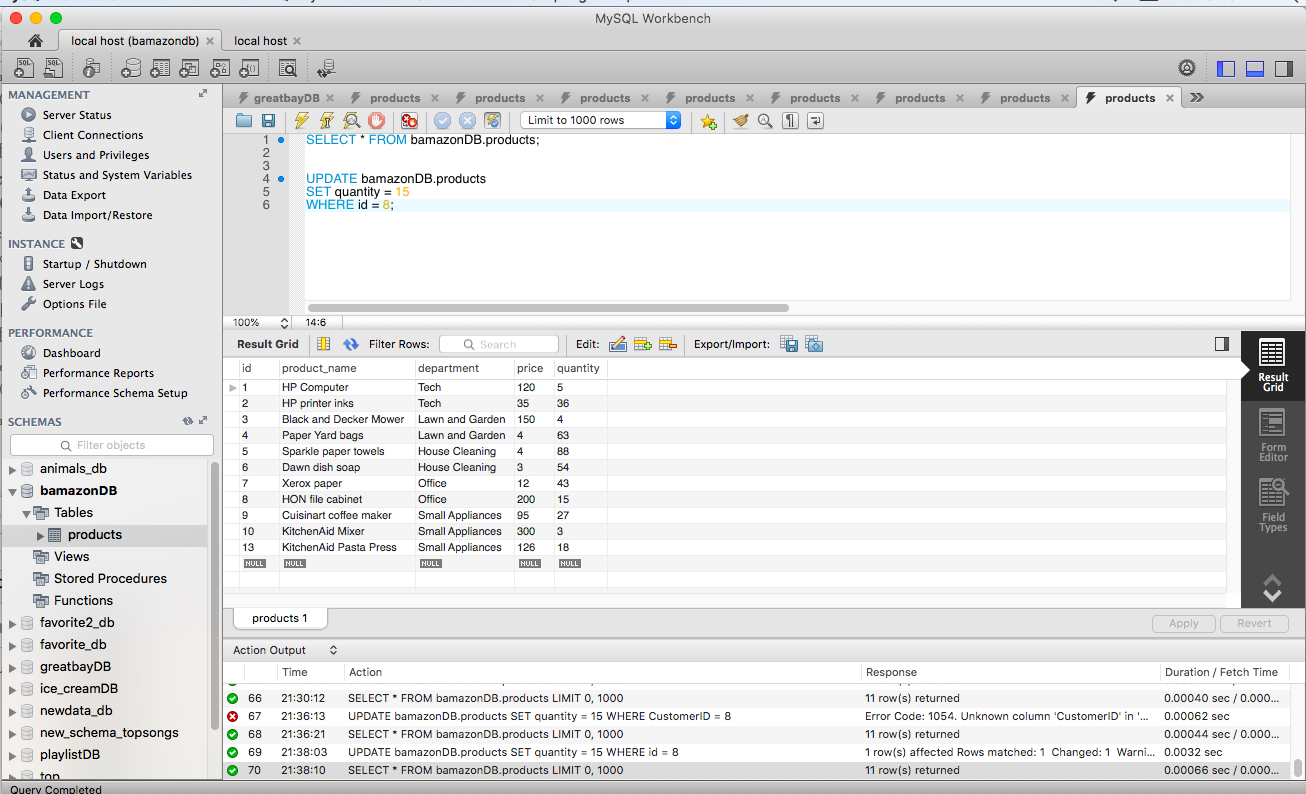 MySQL Workbench
local host (bamazondb) local host
MANAGEMENT
Server Status
Client Connections
Users and Privileges
Status and System Variables
Data Export
Data Import/Restore
INSTANCE
Startup / Shutdown
Server Logs
Options File
PERFORMANCE
Dashboard
Performance Reports
Performance Schema Setup
SCHEMAS
Filter objects
animals_db
bamazonDB
Tables
products
Views
Stored Procedures
Functions
favorite2_db
favorite_db
greatbayDB
ice_creamDB
newdata_db
new_schema_topsongs
playlistDB
top
greatbayDB products products products products products products products products
Limit to 1000 rows
1 SELECT * FROM bamazonDB.products;
2
3
4 UPDATE bamazonDB.products
5 SET quantity = 15
6 WHERE id = 8;
100% 14:6
Result Grid Filter Rows: Search Edit: Export/Import:
id product_name department price quantity
1 HP Computer Tech 120 5
2 HP printer inks Tech 35 36
3 Black and Decker Mower Lawn and Garden 150 4
4 Paper Yard bags Lawn and Garden 4 63
5 Sparkle paper towels House Cleaning 4 88
6 Dawn dish soap House Cleaning 3 54
7 Xerox paper Office 12 43
8 HON file cabinet Office 200 15
9 Cuisinart coffee maker Small Appliances 95 27
10 KitchenAid Mixer Small Appliances 300 3
13 KitchenAid Pasta Press Small Appliances 126 18
NULL NULL NULL NULL NULL
Result
Grid
Form
Editor
Field
Types
products 1 Apply Revert
Action Output
Time Action Response Duration / Fetch Time
66 21:30:12 SELECT * FROM bamazonDB.products LIMIT 0, 1000 11 row(s) returned 0.00040 sec / 0.000...
67 21:36:13 UPDATE bamazonDB.products SET quantity = 15 WHERE CustomerID = 8 Error Code: 1054. Unknown column 'CustomerID' in '... 0.00062 sec
68 21:36:21 SELECT * FROM bamazonDB.products LIMIT 0, 1000 11 row(s) returned 0.00044 sec / 0.000...
69 21:38:03 UPDATE bamazonDB.products SET quantity = 15 WHERE id = 8 1 row(s) affected Rows matched: 1 Changed: 1 Warni... 0.0032 sec
70 21:38:10 SELECT * FROM bamazonDB.products LIMIT 0, 1000 11 row(s) returned 0.00066 sec / 0.000...
Query Completed